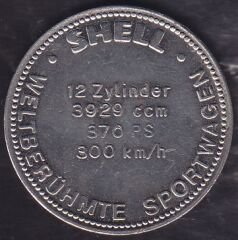 · SHELL ·
12 Zylinder
3929 ccm
370 PS
300 km/h
WELTBERÜHMTE SPORTWAGEN